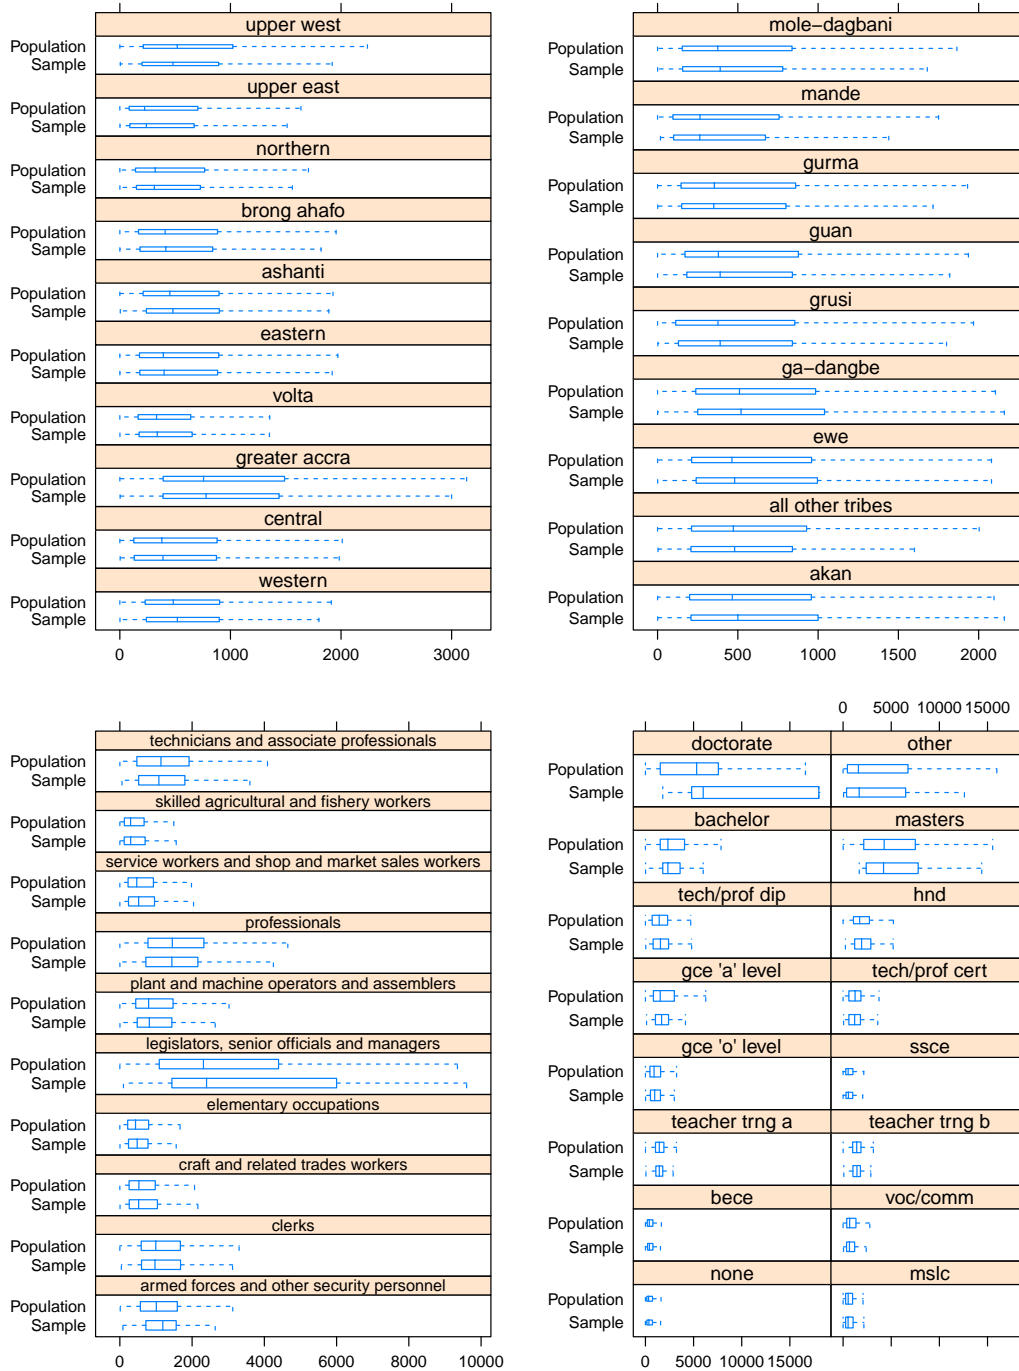 upper west
Population
Sample
upper east
Population
Sample
northern
Population
Sample
brong ahafo
Population
Sample
ashanti
Population
Sample
eastern
Population
Sample
volta
Population
Sample
greater accra
Population
Sample
central
Population
Sample
western
Population
Sample
0 1000 2000 3000
mole-dagbani
Population
Sample
mande
Population
Sample
gurma
Population
Sample
guan
Population
Sample
grusi
Population
Sample
ga-dangbe
Population
Sample
ewe
Population
Sample
all other tribes
Population
Sample
akan
Population
Sample
0 500 1000 1500 2000
technicians and associate professionals
Population
Sample
skilled agricultural and fishery workers
Population
Sample
service workers and shop and market sales workers
Population
Sample
professionals
Population
Sample
plant and machine operators and assemblers
Population
Sample
legislators, senior officials and managers
Population
Sample
elementary occupations
Population
Sample
craft and related trades workers
Population
Sample
clerks
Population
Sample
armed forces and other security personnel
Population
Sample
0 2000 4000 6000 8000 10000
0 5000 10000 15000
doctorate other
Population
Sample
bachelor masters
Population
Sample
tech/prof dip hnd
Population
Sample
gce 'a' level tech/prof cert
Population
Sample
gce 'o' level ssce
Population
Sample
teacher trng a teacher trng b
Population
Sample
bece voc/comm
Population
Sample
none mslc
Population
Sample
0 5000 10000 15000